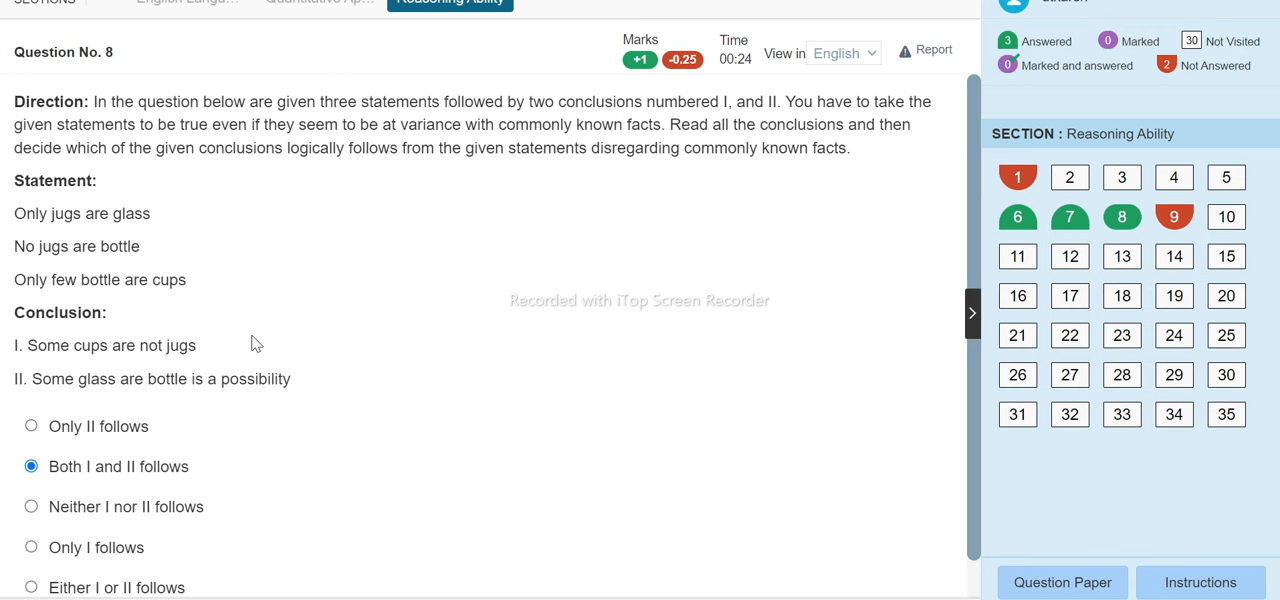 SECTIONS English Langu... Quantitative Ap... Reasoning Ability
Question No. 8
Marks
+1 -0.25
Time
00:24
View in English
Report
Direction: In the question below are given three statements followed by two conclusions numbered I, and II. You have to take the
given statements to be true even if they seem to be at variance with commonly known facts. Read all the conclusions and then
decide which of the given conclusions logically follows from the given statements disregarding commonly known facts.
Statement:
Only jugs are glass
No jugs are bottle
Only few bottle are cups
Conclusion:
I. Some cups are not jugs
II. Some glass are bottle is a possibility
Only II follows
Both I and II follows
Neither I nor II follows
Only I follows
Either I or II follows
Recorded with iTop Screen Recorder
3 Answered 0 Marked 30 Not Visited
0 Marked and answered 2 Not Answered
SECTION : Reasoning Ability
1 2 3 4 5
6 7 8 9 10
11 12 13 14 15
16 17 18 19 20
21 22 23 24 25
26 27 28 29 30
31 32 33 34 35
Question Paper Instructions